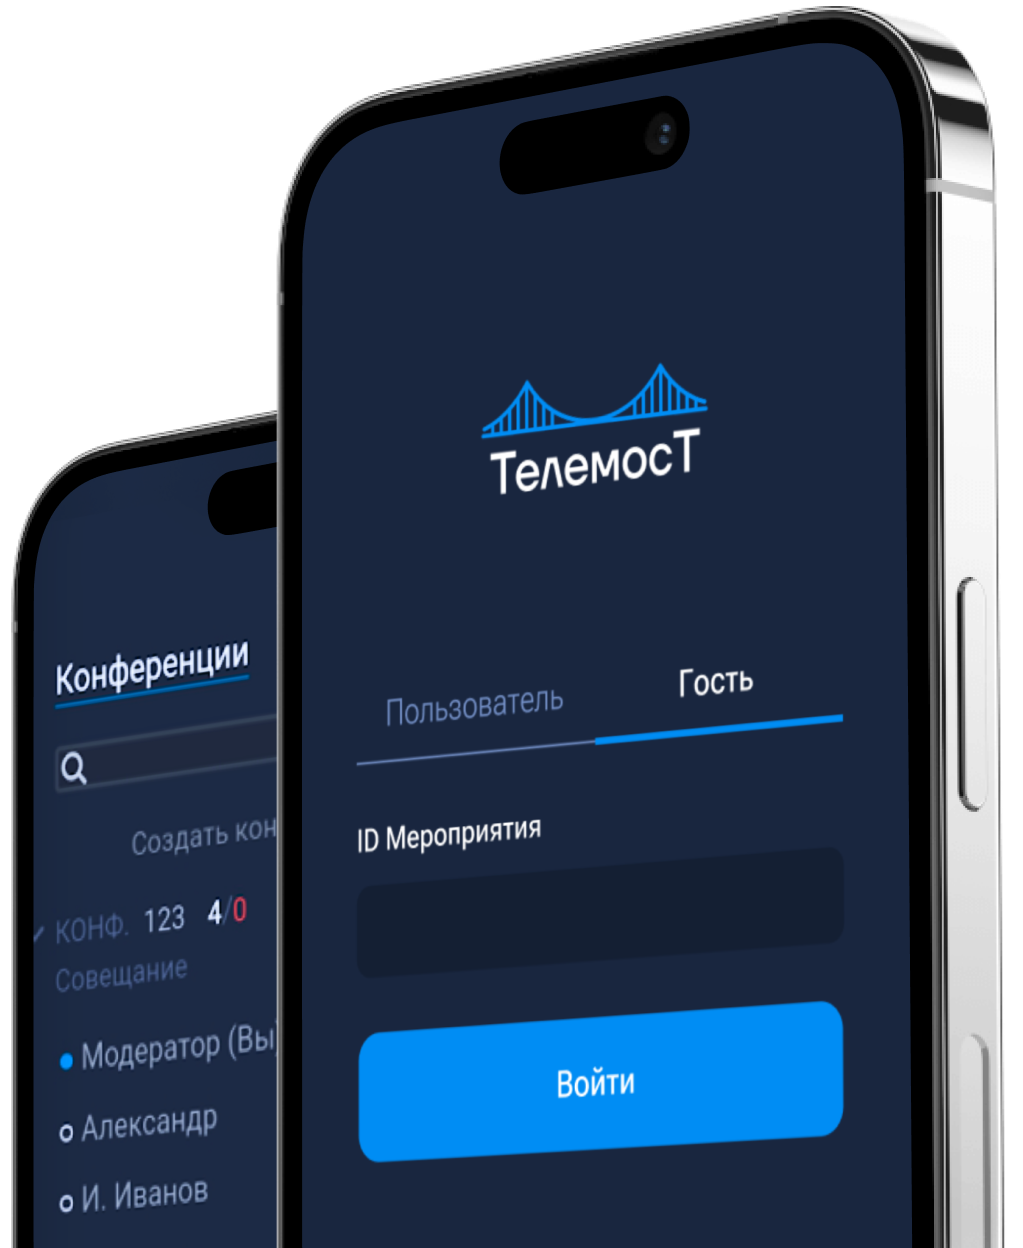 ТелемосТ
Пользователь Гость
ID Мероприятия
Войти
Конференции
Создать кон
КОНФ. 123 4/0
Совещание
Модератор (Вы)
Александр
И. Иванов